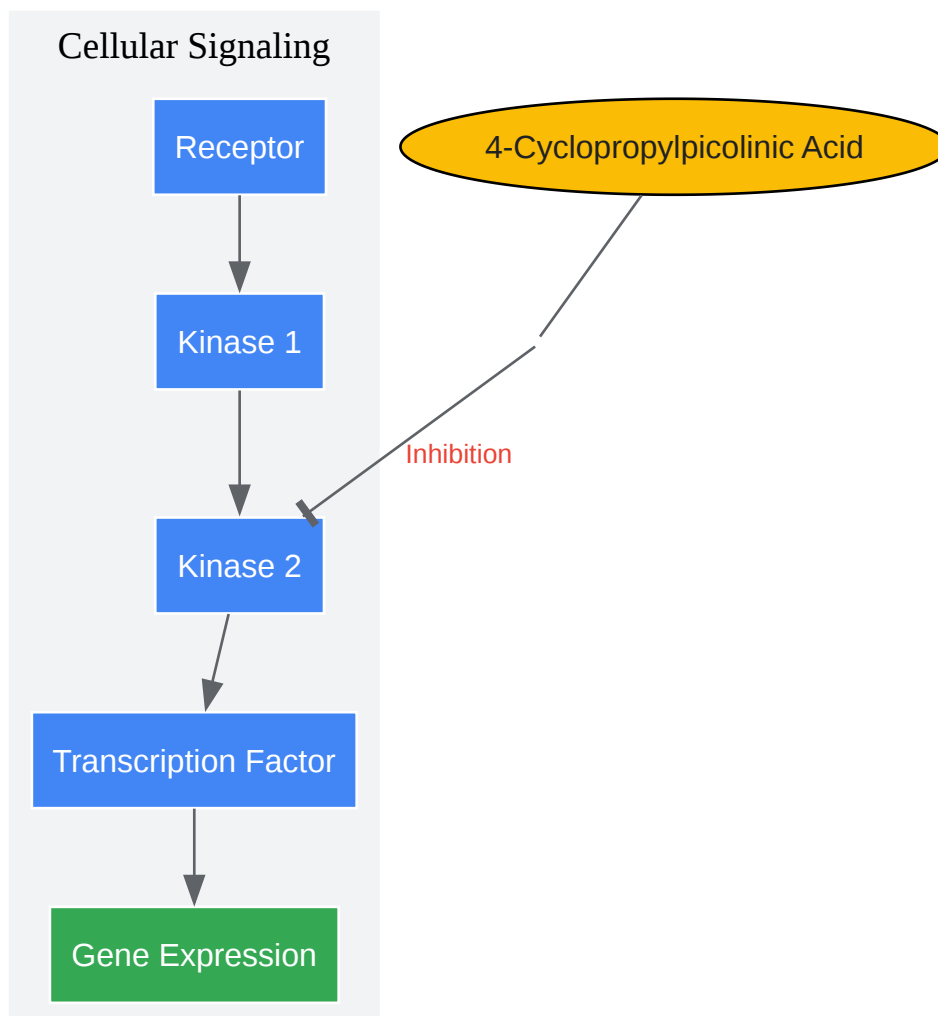 Cellular Signaling
Receptor
4-Cyclopropylpicolinic Acid
Kinase 1
Inhibition
Kinase 2
Transcription Factor
Gene Expression